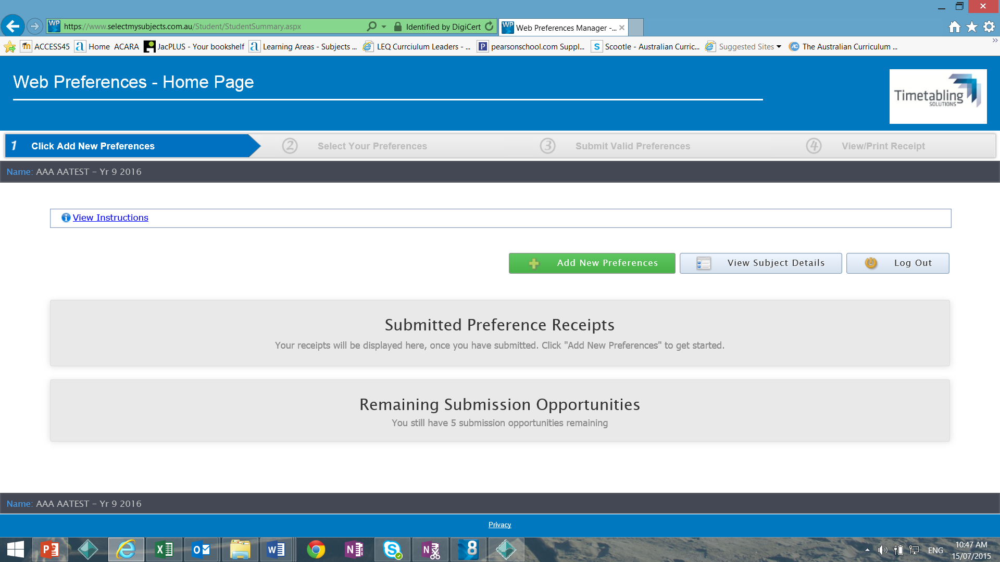 https://www.selectmysubjects.com.au/Student/StudentSummary.aspx
Identified by DigiCert
Web Preferences Manager -...
ACCESS45
Home
ACARA
JacPLUS - Your bookshelf
Learning Areas - Subjects ...
LEQ Currciulum Leaders - ...
pearsonschool.com Suppl...
Scootle - Australian Curric...
Suggested Sites
The Australian Curriculum ...
Web Preferences - Home Page
Timetabling
SOLUTIONS
1 Click Add New Preferences
2 Select Your Preferences
3 Submit Valid Preferences
4 View/Print Receipt
Name: AAA AATEST - Yr 9 2016
View Instructions
Add New Preferences
View Subject Details
Log Out
Submitted Preference Receipts
Your receipts will be displayed here, once you have submitted. Click "Add New Preferences" to get started.
Remaining Submission Opportunities
You still have 5 submission opportunities remaining
Name: AAA AATEST - Yr 9 2016
Privacy
ENG
10:47 AM
15/07/2015